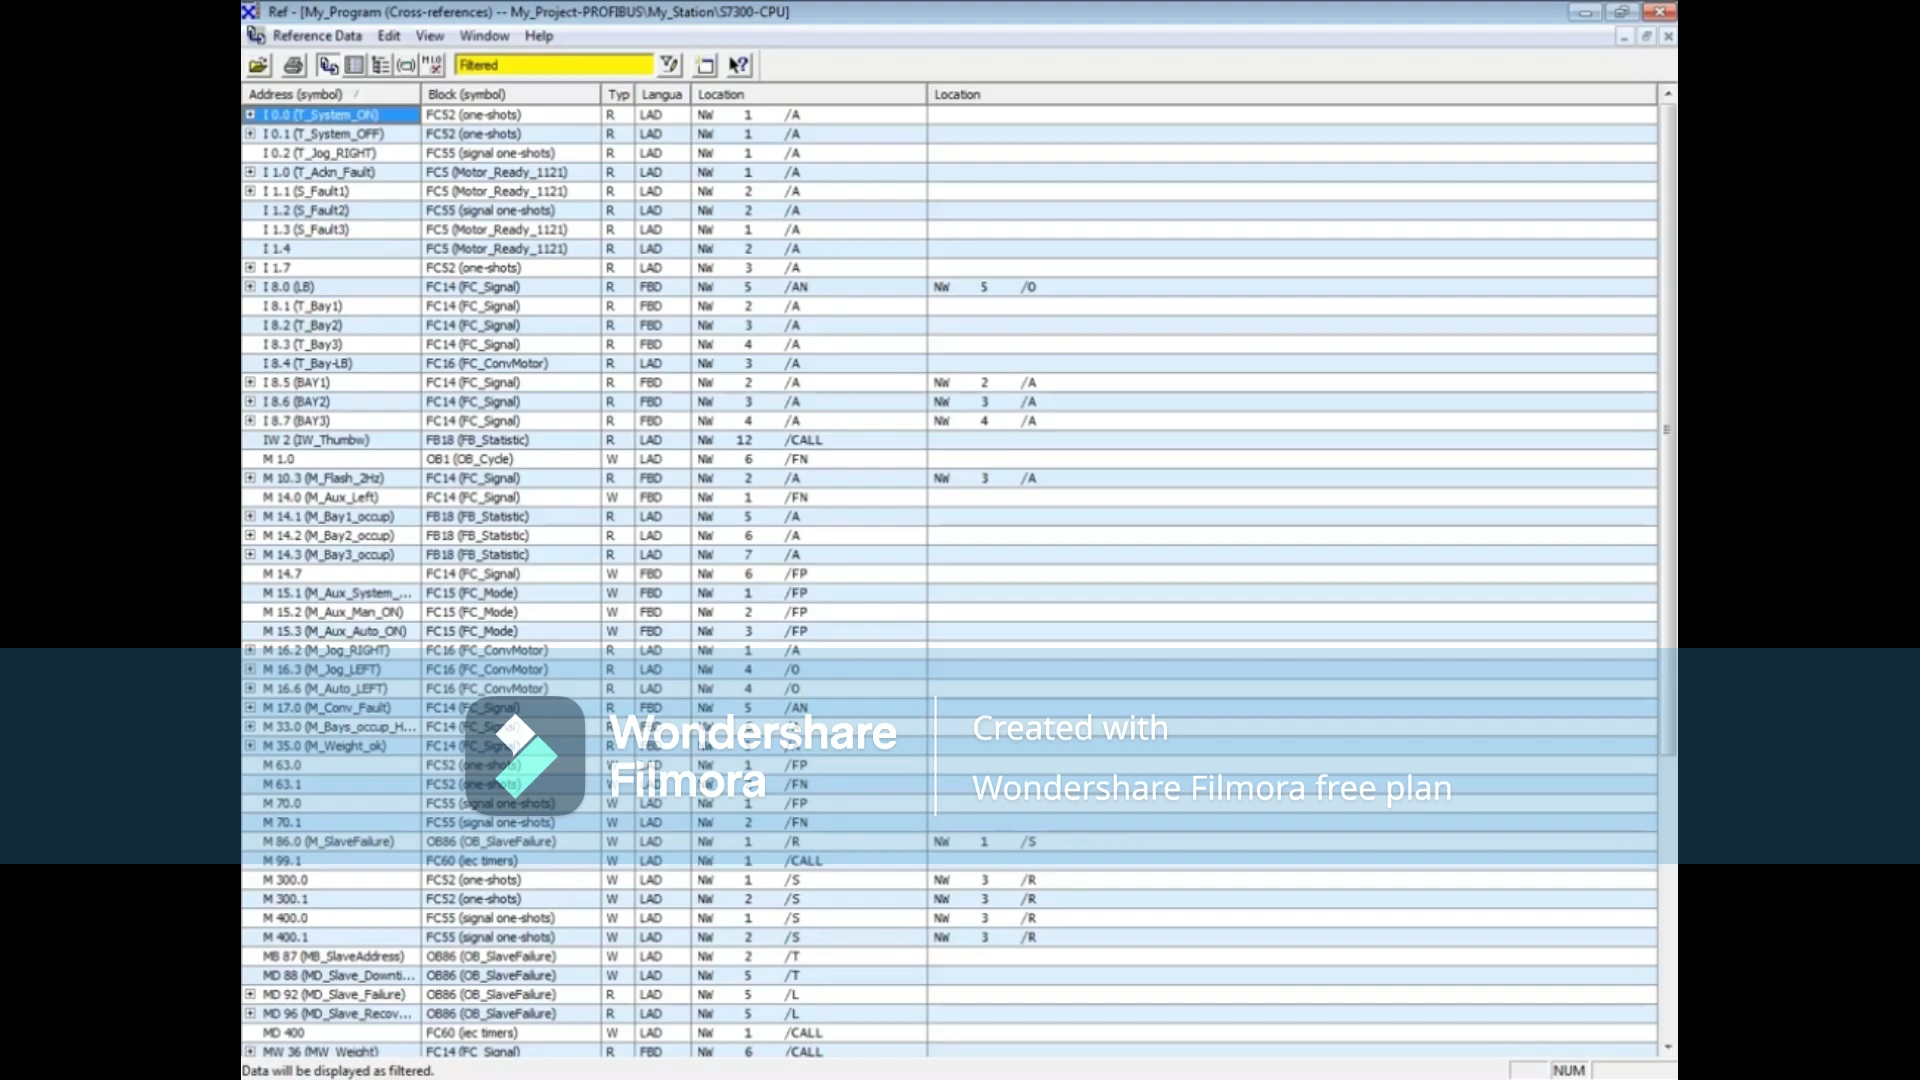 Ref - [My_Program (Cross-references) -- My_Project-PROFIBUS\My_Station\S7300-CPU]
Reference Data Edit View Window Help
Filtered
Address (symbol) / Block (symbol) Typ Langua Location Location
I 0.0 (T_System_ON) FC52 (one-shots) R LAD NW 1 /A
I 0.1 (T_System_OFF) FC52 (one-shots) R LAD NW 1 /A
I 0.2 (T_Jog_RIGHT) FC55 (signal one-shots) R LAD NW 1 /A
I 1.0 (T_Ackn_Fault) FC5 (Motor_Ready_1121) R LAD NW 1 /A
I 1.1 (S_Fault1) FC5 (Motor_Ready_1121) R LAD NW 2 /A
I 1.2 (S_Fault2) FC55 (signal one-shots) R LAD NW 2 /A
I 1.3 (S_Fault3) FC5 (Motor_Ready_1121) R LAD NW 1 /A
I 1.4 FC5 (Motor_Ready_1121) R LAD NW 2 /A
I 1.7 FC52 (one-shots) R LAD NW 3 /A
I 8.0 (LB) FC14 (FC_Signal) R FBD NW 5 /AN NW 5 /O
I 8.1 (T_Bay1) FC14 (FC_Signal) R FBD NW 2 /A
I 8.2 (T_Bay2) FC14 (FC_Signal) R FBD NW 3 /A
I 8.3 (T_Bay3) FC14 (FC_Signal) R FBD NW 4 /A
I 8.4 (T_Bay-LB) FC16 (FC_ConvMotor) R LAD NW 3 /A
I 8.5 (BAY1) FC14 (FC_Signal) R FBD NW 2 /A NW 2 /A
I 8.6 (BAY2) FC14 (FC_Signal) R FBD NW 3 /A NW 3 /A
I 8.7 (BAY3) FC14 (FC_Signal) R FBD NW 4 /A NW 4 /A
IW 2 (IW_Thumbw) FB18 (FB_Statistic) R LAD NW 12 /CALL
M 1.0 OB1 (OB_Cycle) W LAD NW 6 /FN
M 10.3 (M_Flash_2Hz) FC14 (FC_Signal) R FBD NW 2 /A NW 3 /A
M 14.0 (M_Aux_Left) FC14 (FC_Signal) W FBD NW 1 /FN
M 14.1 (M_Bay1_occup) FB18 (FB_Statistic) R LAD NW 5 /A
M 14.2 (M_Bay2_occup) FB18 (FB_Statistic) R LAD NW 6 /A
M 14.3 (M_Bay3_occup) FB18 (FB_Statistic) R LAD NW 7 /A
M 14.7 FC14 (FC_Signal) W FBD NW 6 /FP
M 15.1 (M_Aux_System_... FC15 (FC_Mode) W FBD NW 1 /FP
M 15.2 (M_Aux_Man_ON) FC15 (FC_Mode) W FBD NW 2 /FP
M 15.3 (M_Aux_Auto_ON) FC15 (FC_Mode) W FBD NW 3 /FP
M 16.2 (M_Jog_RIGHT) FC16 (FC_ConvMotor) R LAD NW 1 /A
M 16.3 (M_Jog_LEFT) FC16 (FC_ConvMotor) R LAD NW 4 /O
M 16.6 (M_Auto_LEFT) FC16 (FC_ConvMotor) R LAD NW 4 /O
M 17.0 (M_Conv_Fault) FC14 (FC_Signal) R FBD NW 5 /AN
M 33.0 (M_Bays_occup_H... FC14
M 35.0 (M_Weight_ok) FC14
M 63.0 FC52 (one-shots) LAD NW 1 /FP
M 63.1 FC52 (one-shots) NW 1 /FN
M 70.0 FC55 (signal one-shots) W LAD NW 1 /FP
M 70.1 FC55 (signal one-shots) W LAD NW 2 /FN
M 86.0 (M_SlaveFailure) OB86 (OB_SlaveFailure) W LAD NW 1 /R NW 1 /S
M 99.1 FC60 (iec timers) W LAD NW 1 /CALL
M 300.0 FC52 (one-shots) W LAD NW 1 /S NW 3 /R
M 300.1 FC52 (one-shots) W LAD NW 2 /S NW 3 /R
M 400.0 FC55 (signal one-shots) W LAD NW 1 /S NW 3 /R
M 400.1 FC55 (signal one-shots) W LAD NW 2 /S NW 3 /R
MB 87 (MB_SlaveAddress) OB86 (OB_SlaveFailure) W LAD NW 2 /T
MD 88 (MD_Slave_Downti... OB86 (OB_SlaveFailure) W LAD NW 5 /T
MD 92 (MD_Slave_Failure) OB86 (OB_SlaveFailure) R LAD NW 5 /L
MD 96 (MD_Slave_Recov... OB86 (OB_SlaveFailure) R LAD NW 5 /L
MD 400 FC60 (iec timers) W LAD NW 1 /CALL
MW 36 (MW_Weight) FC14 (FC_Signal) R FBD NW 6 /CALL
Data will be displayed as filtered. NUM
Wondershare Filmora
Created with
Wondershare Filmora free plan